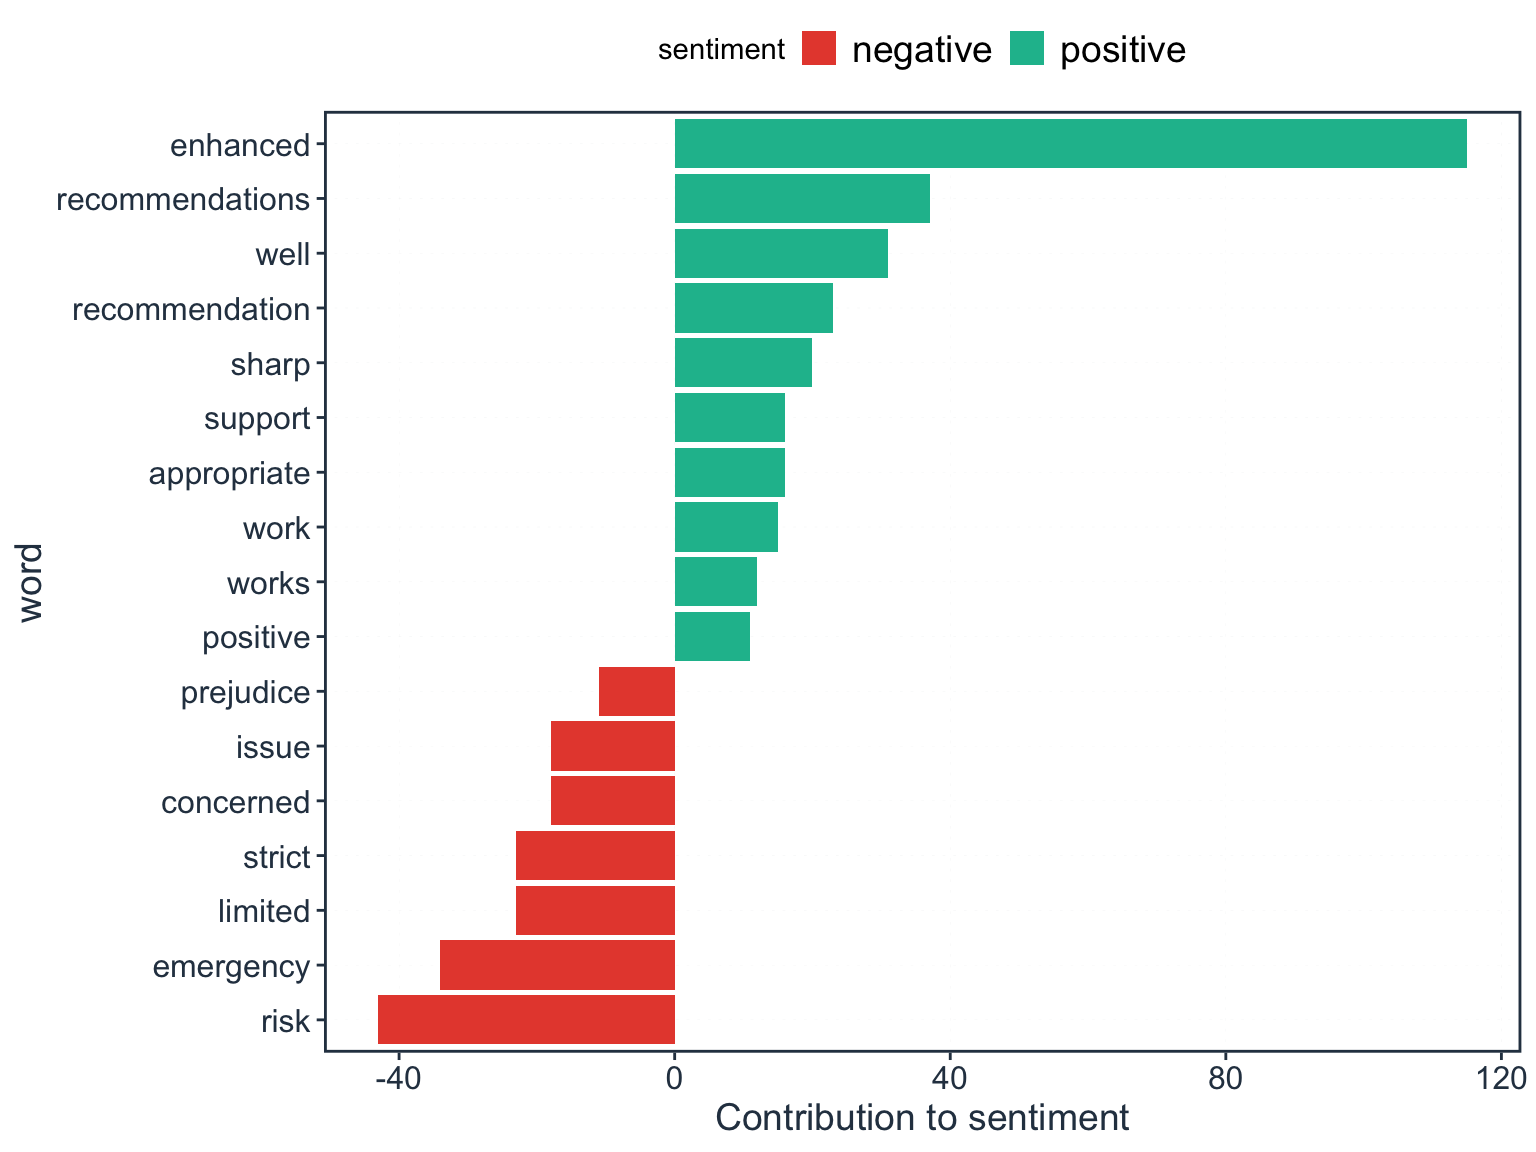 sentiment negative positive
enhanced
recommendations
well
recommendation
sharp
support
appropriate
work
works
positive
prejudice
issue
concerned
strict
limited
emergency
risk
word
-40 0 40 80 120
Contribution to sentiment